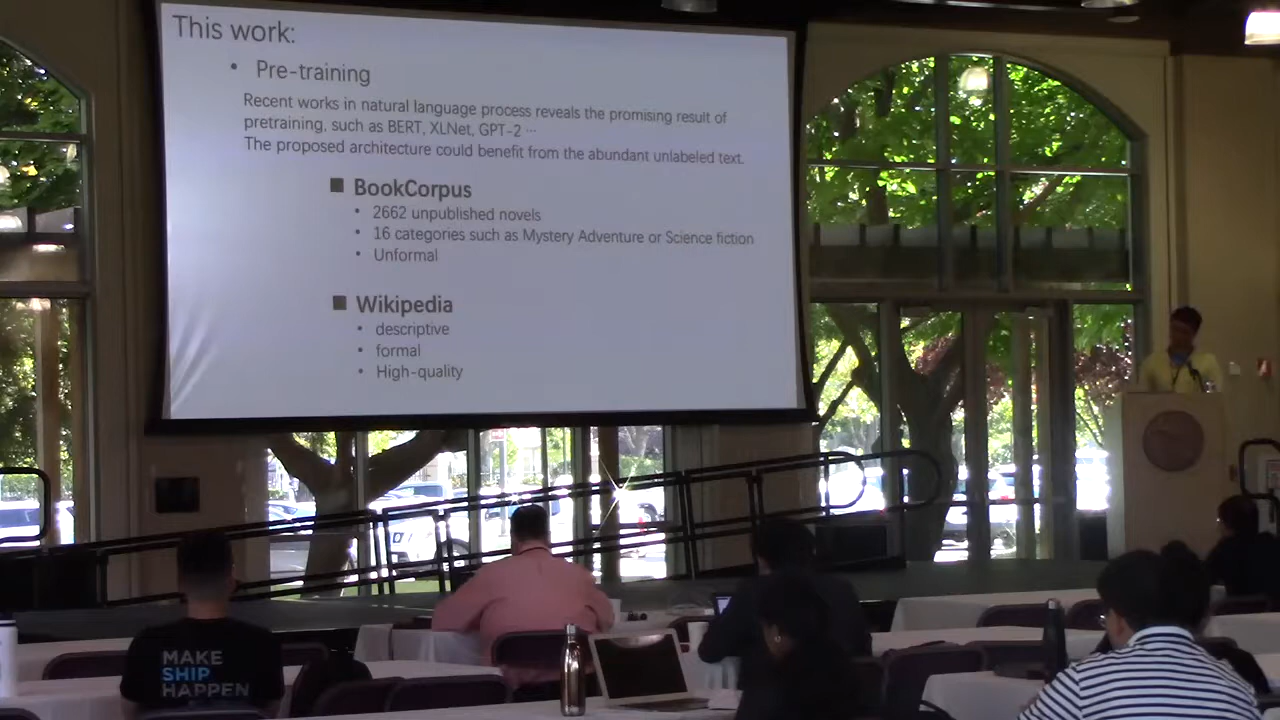 This work:
• Pre-training
Recent works in natural language process reveals the promising result of
pretraining, such as BERT, XLNet, GPT-2 ···
The proposed architecture could benefit from the abundant unlabeled text.
■ BookCorpus
• 2662 unpublished novels
• 16 categories such as Mystery Adventure or Science fiction
• Unformal
■ Wikipedia
• descriptive
• formal
• High-quality
MAKE
SHIP
HAPPEN